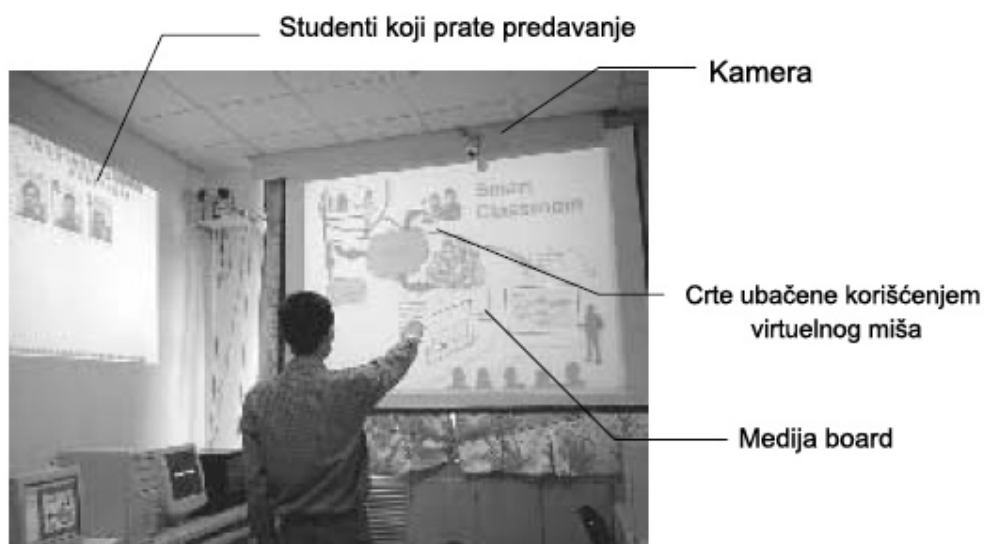 Studenti koji prate predavanje
Kamera
Smart
Classroom
Crte ubačene korišćenjem
virtuelnog miša
Medija board